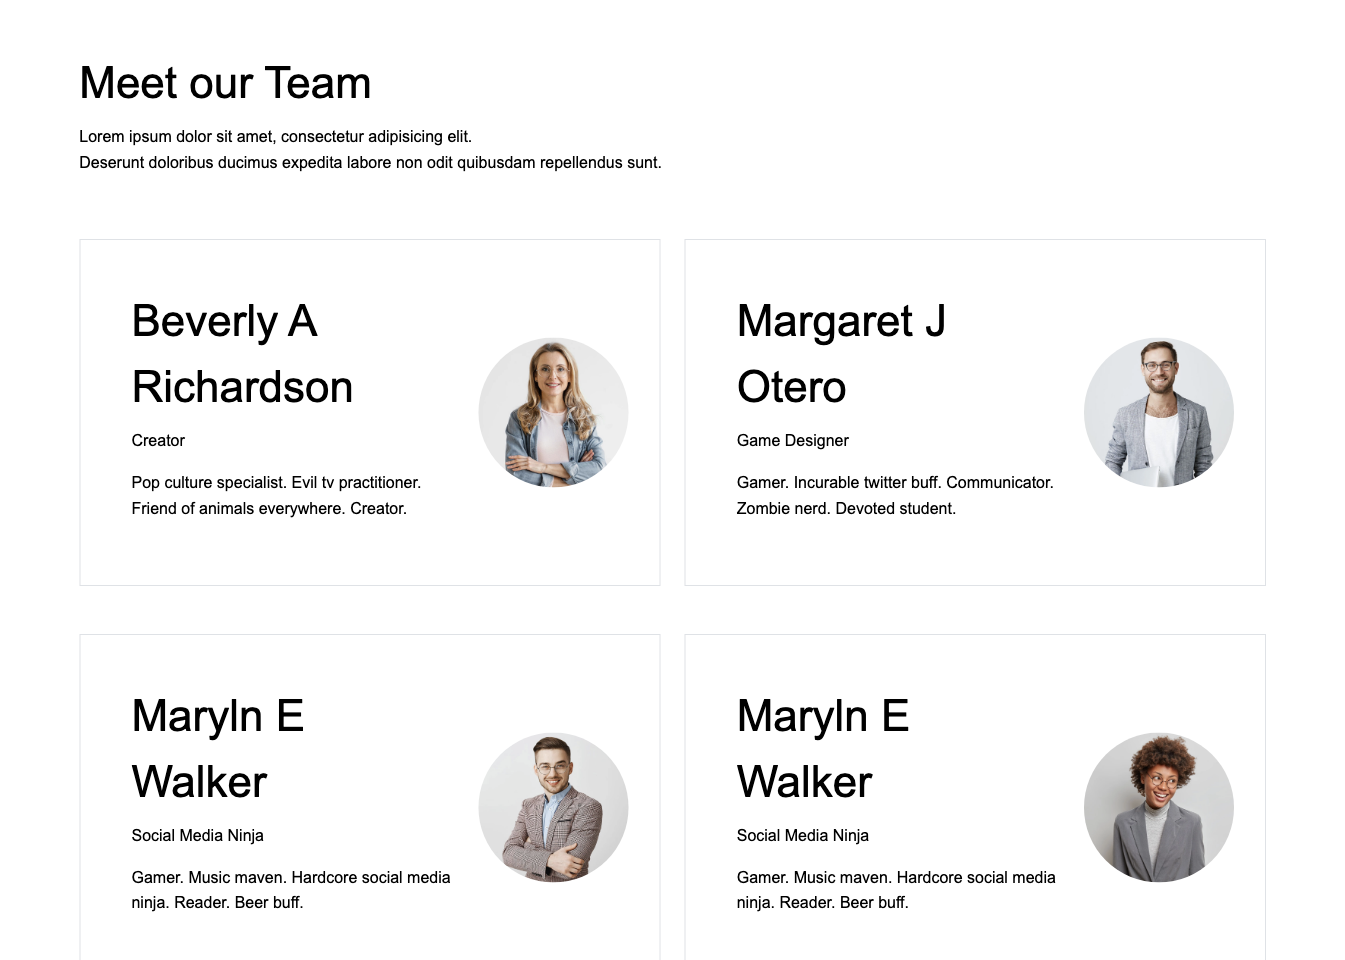 Meet our Team
Lorem ipsum dolor sit amet, consectetur adipisicing elit.
Deserunt doloribus ducimus expedita labore non odit quibusdam repellendus sunt.
Beverly A
Richardson
Creator
Pop culture specialist. Evil tv practitioner.
Friend of animals everywhere. Creator.
Margaret J
Otero
Game Designer
Gamer. Incurable twitter buff. Communicator.
Zombie nerd. Devoted student.
Maryln E
Walker
Social Media Ninja
Gamer. Music maven. Hardcore social media
ninja. Reader. Beer buff.
Maryln E
Walker
Social Media Ninja
Gamer. Music maven. Hardcore social media
ninja. Reader. Beer buff.